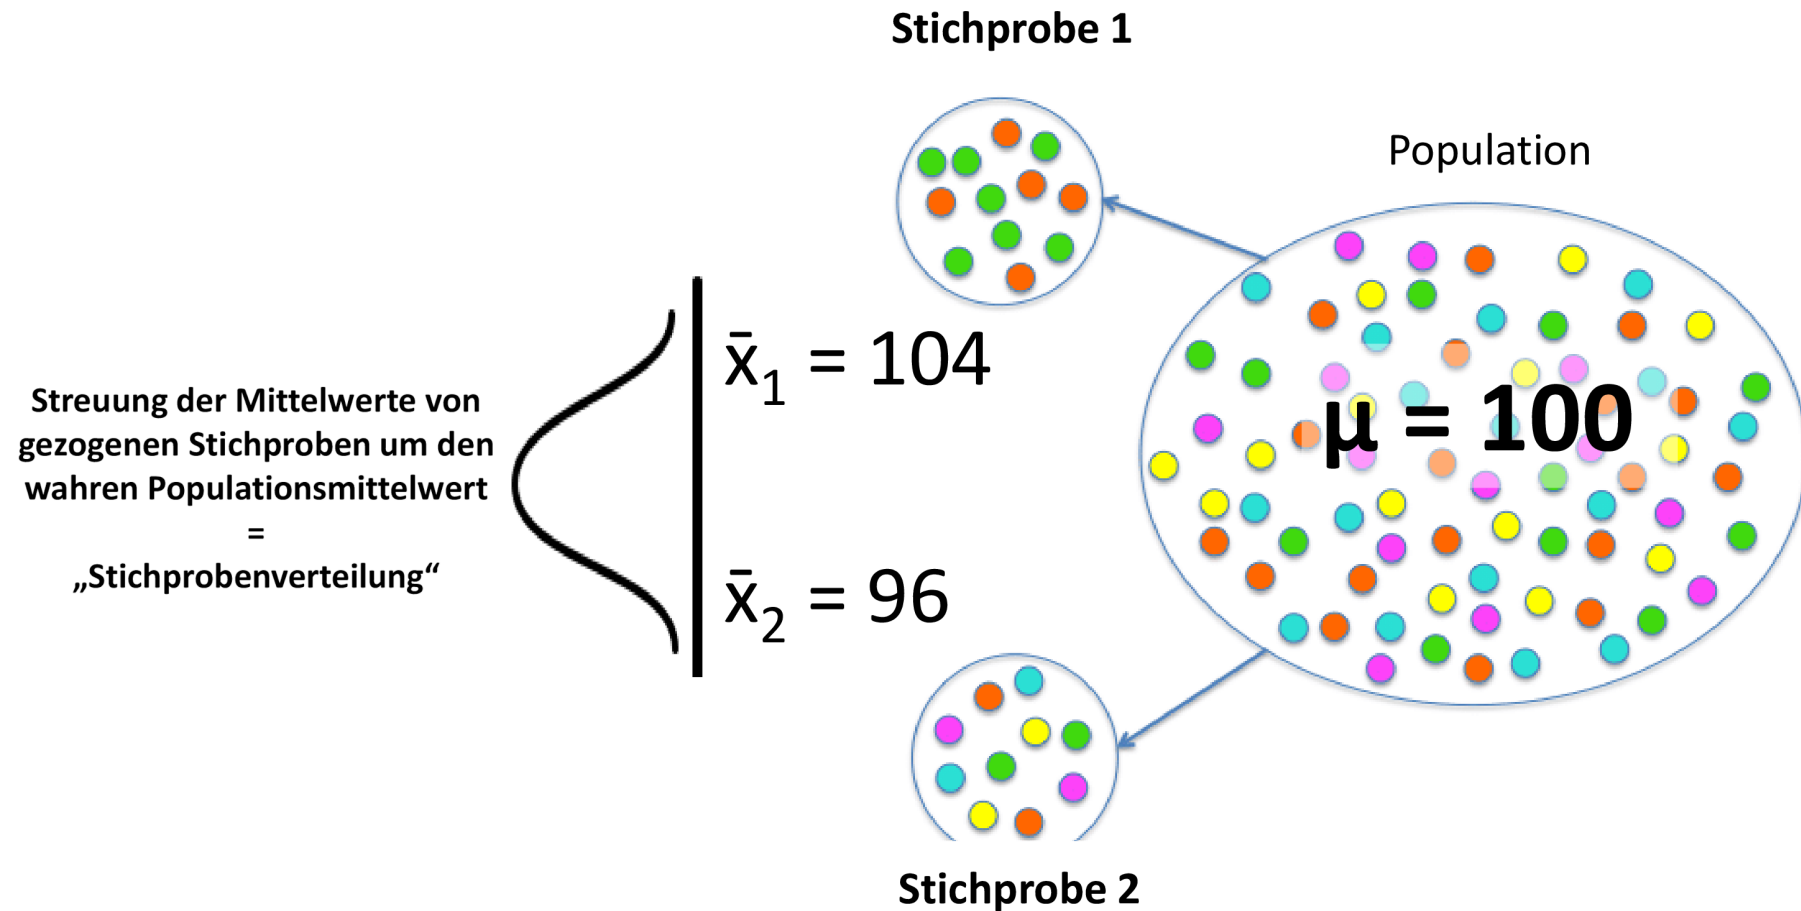 Stichprobe 1
Population
x̄₁ = 104
µ = 100
Streuung der Mittelwerte von
gezogenen Stichproben um den
wahren Populationsmittelwert
=
„Stichprobenverteilung“
x̄₂ = 96
Stichprobe 2